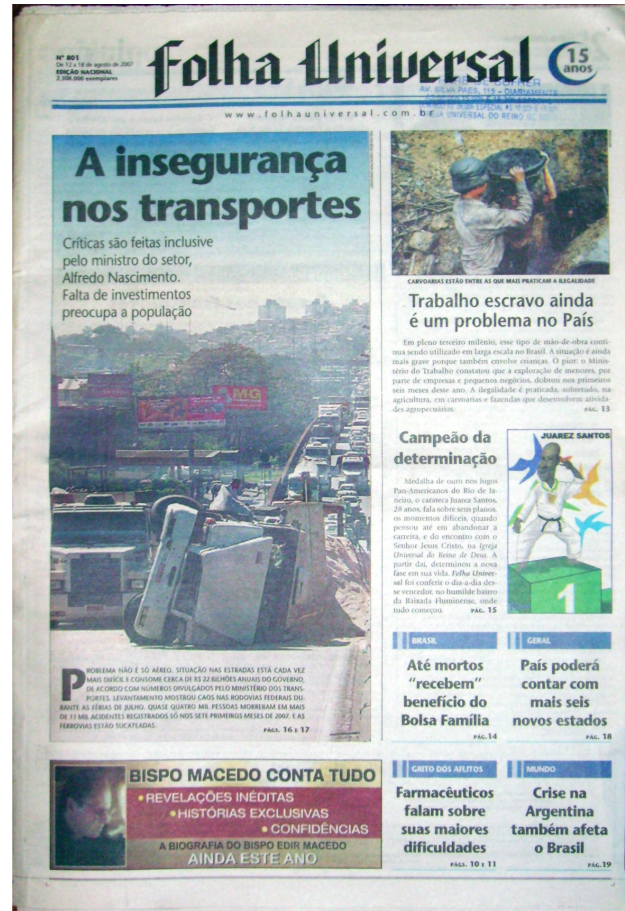 Nº 801
De 12 a 18 de agosto de 2007
EDIÇÃO NACIONAL
2.308.000 exemplares
Folha Universal
15
anos
AV. SILVA PAES, 115 - DIARIAMENTE
UNIVERSAL DO REINO DE
www.folhauniversal.com.br
A insegurança
nos transportes
Críticas são feitas inclusive
pelo ministro do setor,
Alfredo Nascimento.
Falta de investimentos
preocupa a população
MG
PROBLEMA NÃO É SÓ AÉREO. SITUAÇÃO NAS ESTRADAS ESTÁ CADA VEZ
MAIS DIFÍCIL E CONSOME CERCA DE R$ 22 BILHÕES ANUAIS DO GOVERNO,
DE ACORDO COM NÚMEROS DIVULGADOS PELO MINISTÉRIO DOS TRANS-
PORTES. LEVANTAMENTO MOSTROU CAOS NAS RODOVIAS FEDERAIS DU-
RANTE AS FÉRIAS DE JULHO. QUASE QUATRO MIL PESSOAS MORRERAM EM MAIS
DE 11 MIL ACIDENTES REGISTRADOS SÓ NOS SETE PRIMEIROS MESES DE 2007. E AS
FERROVIAS ESTÃO SUCATEADAS.
PÁGS. 16 e 17
CARVOARIAS ESTÃO ENTRE AS QUE MAIS PRATICAM A ILEGALIDADE
Trabalho escravo ainda
é um problema no País
Em pleno terceiro milênio, esse tipo de mão-de-obra conti-
nua sendo utilizado em larga escala no Brasil. A situação é ainda
mais grave porque também envolve crianças. O pior: o Minis-
tério do Trabalho constatou que a exploração de menores, por
parte de empresas e pequenos negócios, dobrou nos primeiros
seis meses deste ano. A ilegalidade é praticada, sobretudo, na
agricultura, em carvoarias e fazendas que desenvolvem ativida-
des agropecuárias.
PÁG. 13
Campeão da
determinação
Medalha de ouro nos Jogos
Pan-Americanos do Rio de Ja-
neiro, o carateca Juarez Santos,
28 anos, fala sobre seus planos,
os momentos difíceis, quando
pensou até em abandonar a
carreira, e do encontro com o
Senhor Jesus Cristo, na Igreja
Universal do Reino de Deus. A
partir daí, determinou a nova
fase em sua vida. Folha Univer-
sal foi conferir o dia-a-dia des-
se vencedor, no humilde bairro
da Baixada Fluminense, onde
tudo começou.
PÁG. 15
JUAREZ SANTOS
1
BRASIL
Até mortos
"recebem"
benefício do
Bolsa Família
PÁG.14
GERAL
País poderá
contar com
mais seis
novos estados
PÁG. 18
GRITO DOS AFLITOS
Farmacêuticos
falam sobre
suas maiores
dificuldades
PÁGS. 10 e 11
MUNDO
Crise na
Argentina
também afeta
o Brasil
PÁG.19
BISPO MACEDO CONTA TUDO
• REVELAÇÕES INÉDITAS
• HISTÓRIAS EXCLUSIVAS
• CONFIDÊNCIAS
A BIOGRAFIA DO BISPO EDIR MACEDO
AINDA ESTE ANO